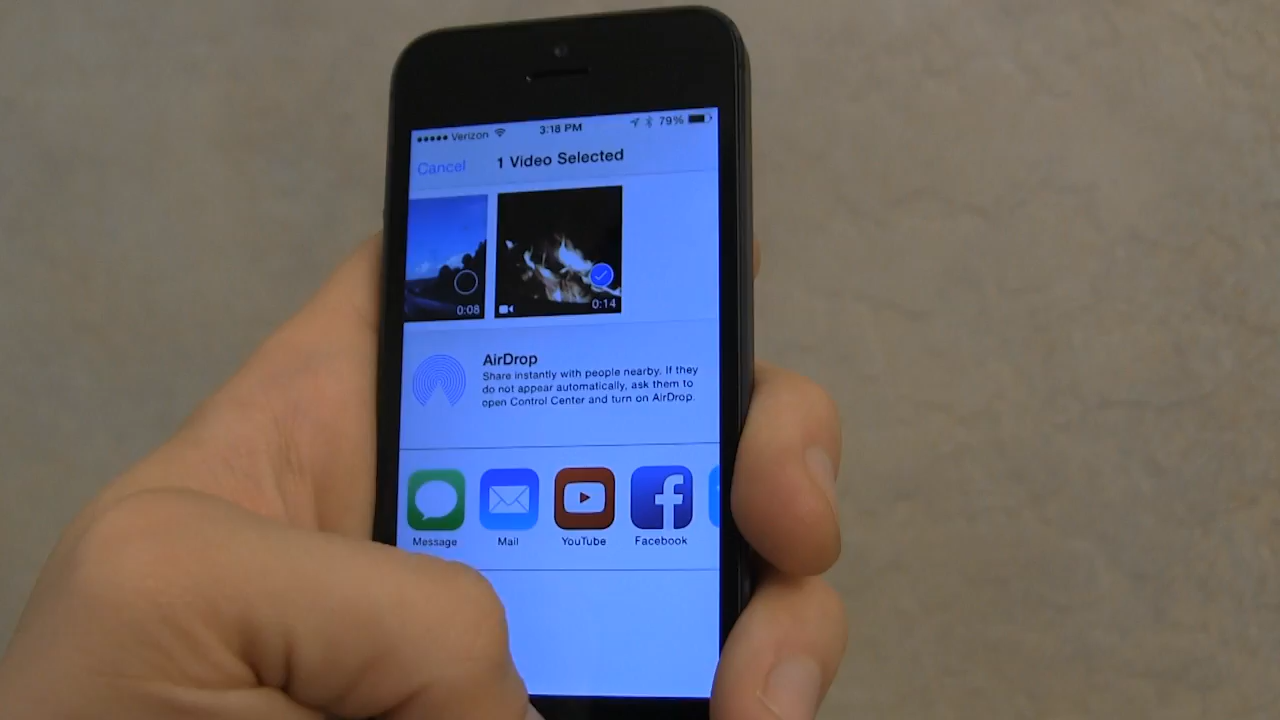 Verizon 3:18 PM 79%
Cancel 1 Video Selected
0:08 0:14
AirDrop
Share instantly with people nearby. If they
do not appear automatically, ask them to
open Control Center and turn on AirDrop.
Message Mail YouTube Facebook